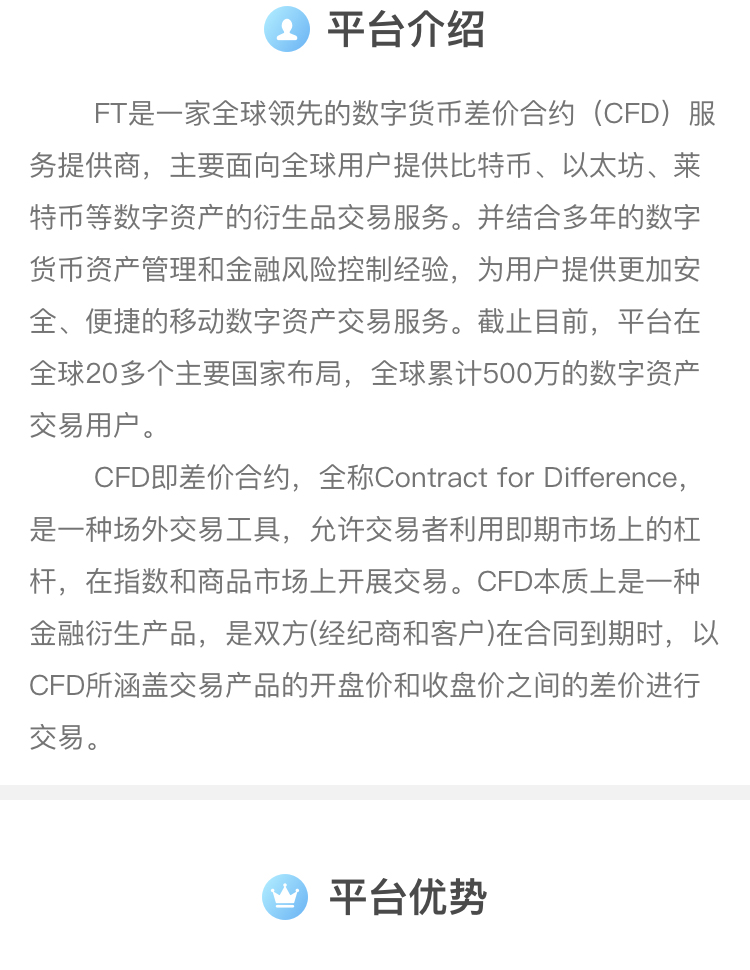 平台介绍
FT是一家全球领先的数字货币差价合约（CFD）服
务提供商，主要面向全球用户提供比特币、以太坊、莱
特币等数字资产的衍生品交易服务。并结合多年的数字
货币资产管理和金融风险控制经验，为用户提供更加安
全、便捷的移动数字资产交易服务。截止目前，平台在
全球20多个主要国家布局，全球累计500万的数字资产
交易用户。
CFD即差价合约，全称Contract for Difference，
是一种场外交易工具，允许交易者利用即期市场上的杠
杆，在指数和商品市场上开展交易。CFD本质上是一种
金融衍生产品，是双方(经纪商和客户)在合同到期时，以
CFD所涵盖交易产品的开盘价和收盘价之间的差价进行
交易。
平台优势